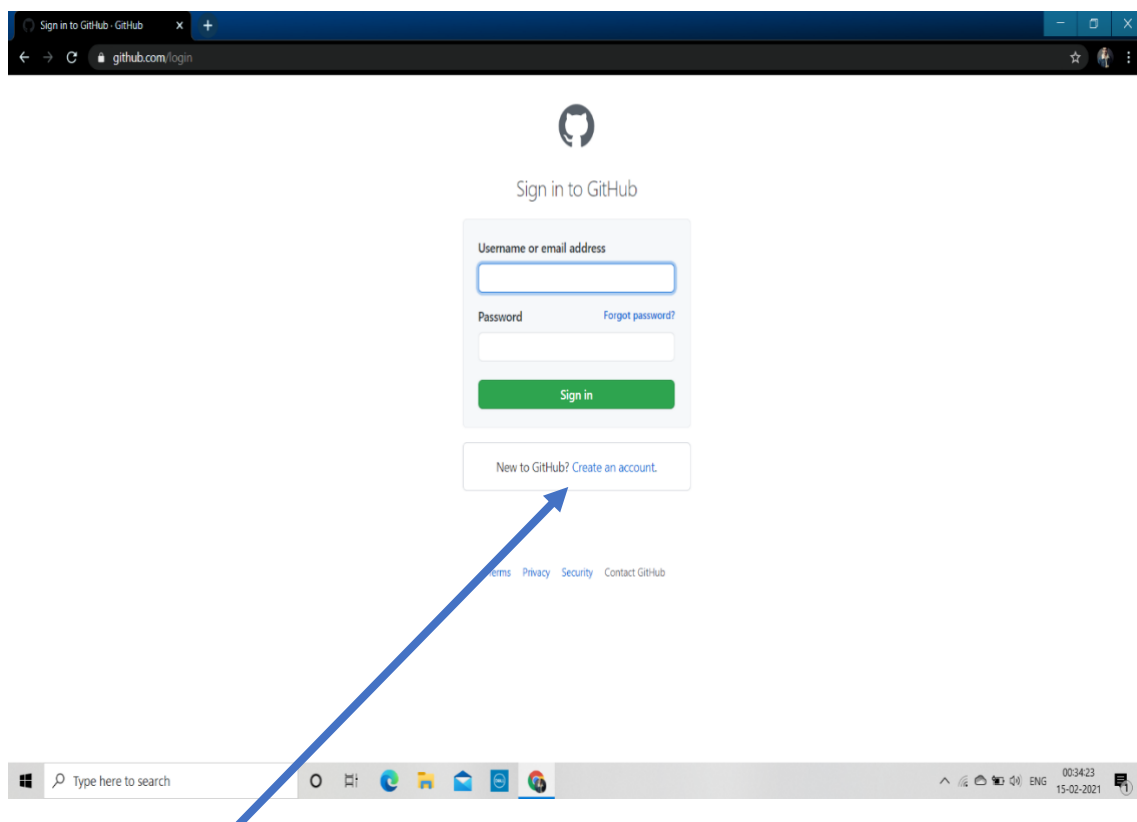 Sign in to GitHub · GitHub
github.com/login
Sign in to GitHub
Username or email address
Password Forgot password?
Sign in
New to GitHub? Create an account.
Terms Privacy Security Contact GitHub
Type here to search
ENG
00:34:23
15-02-2021
1